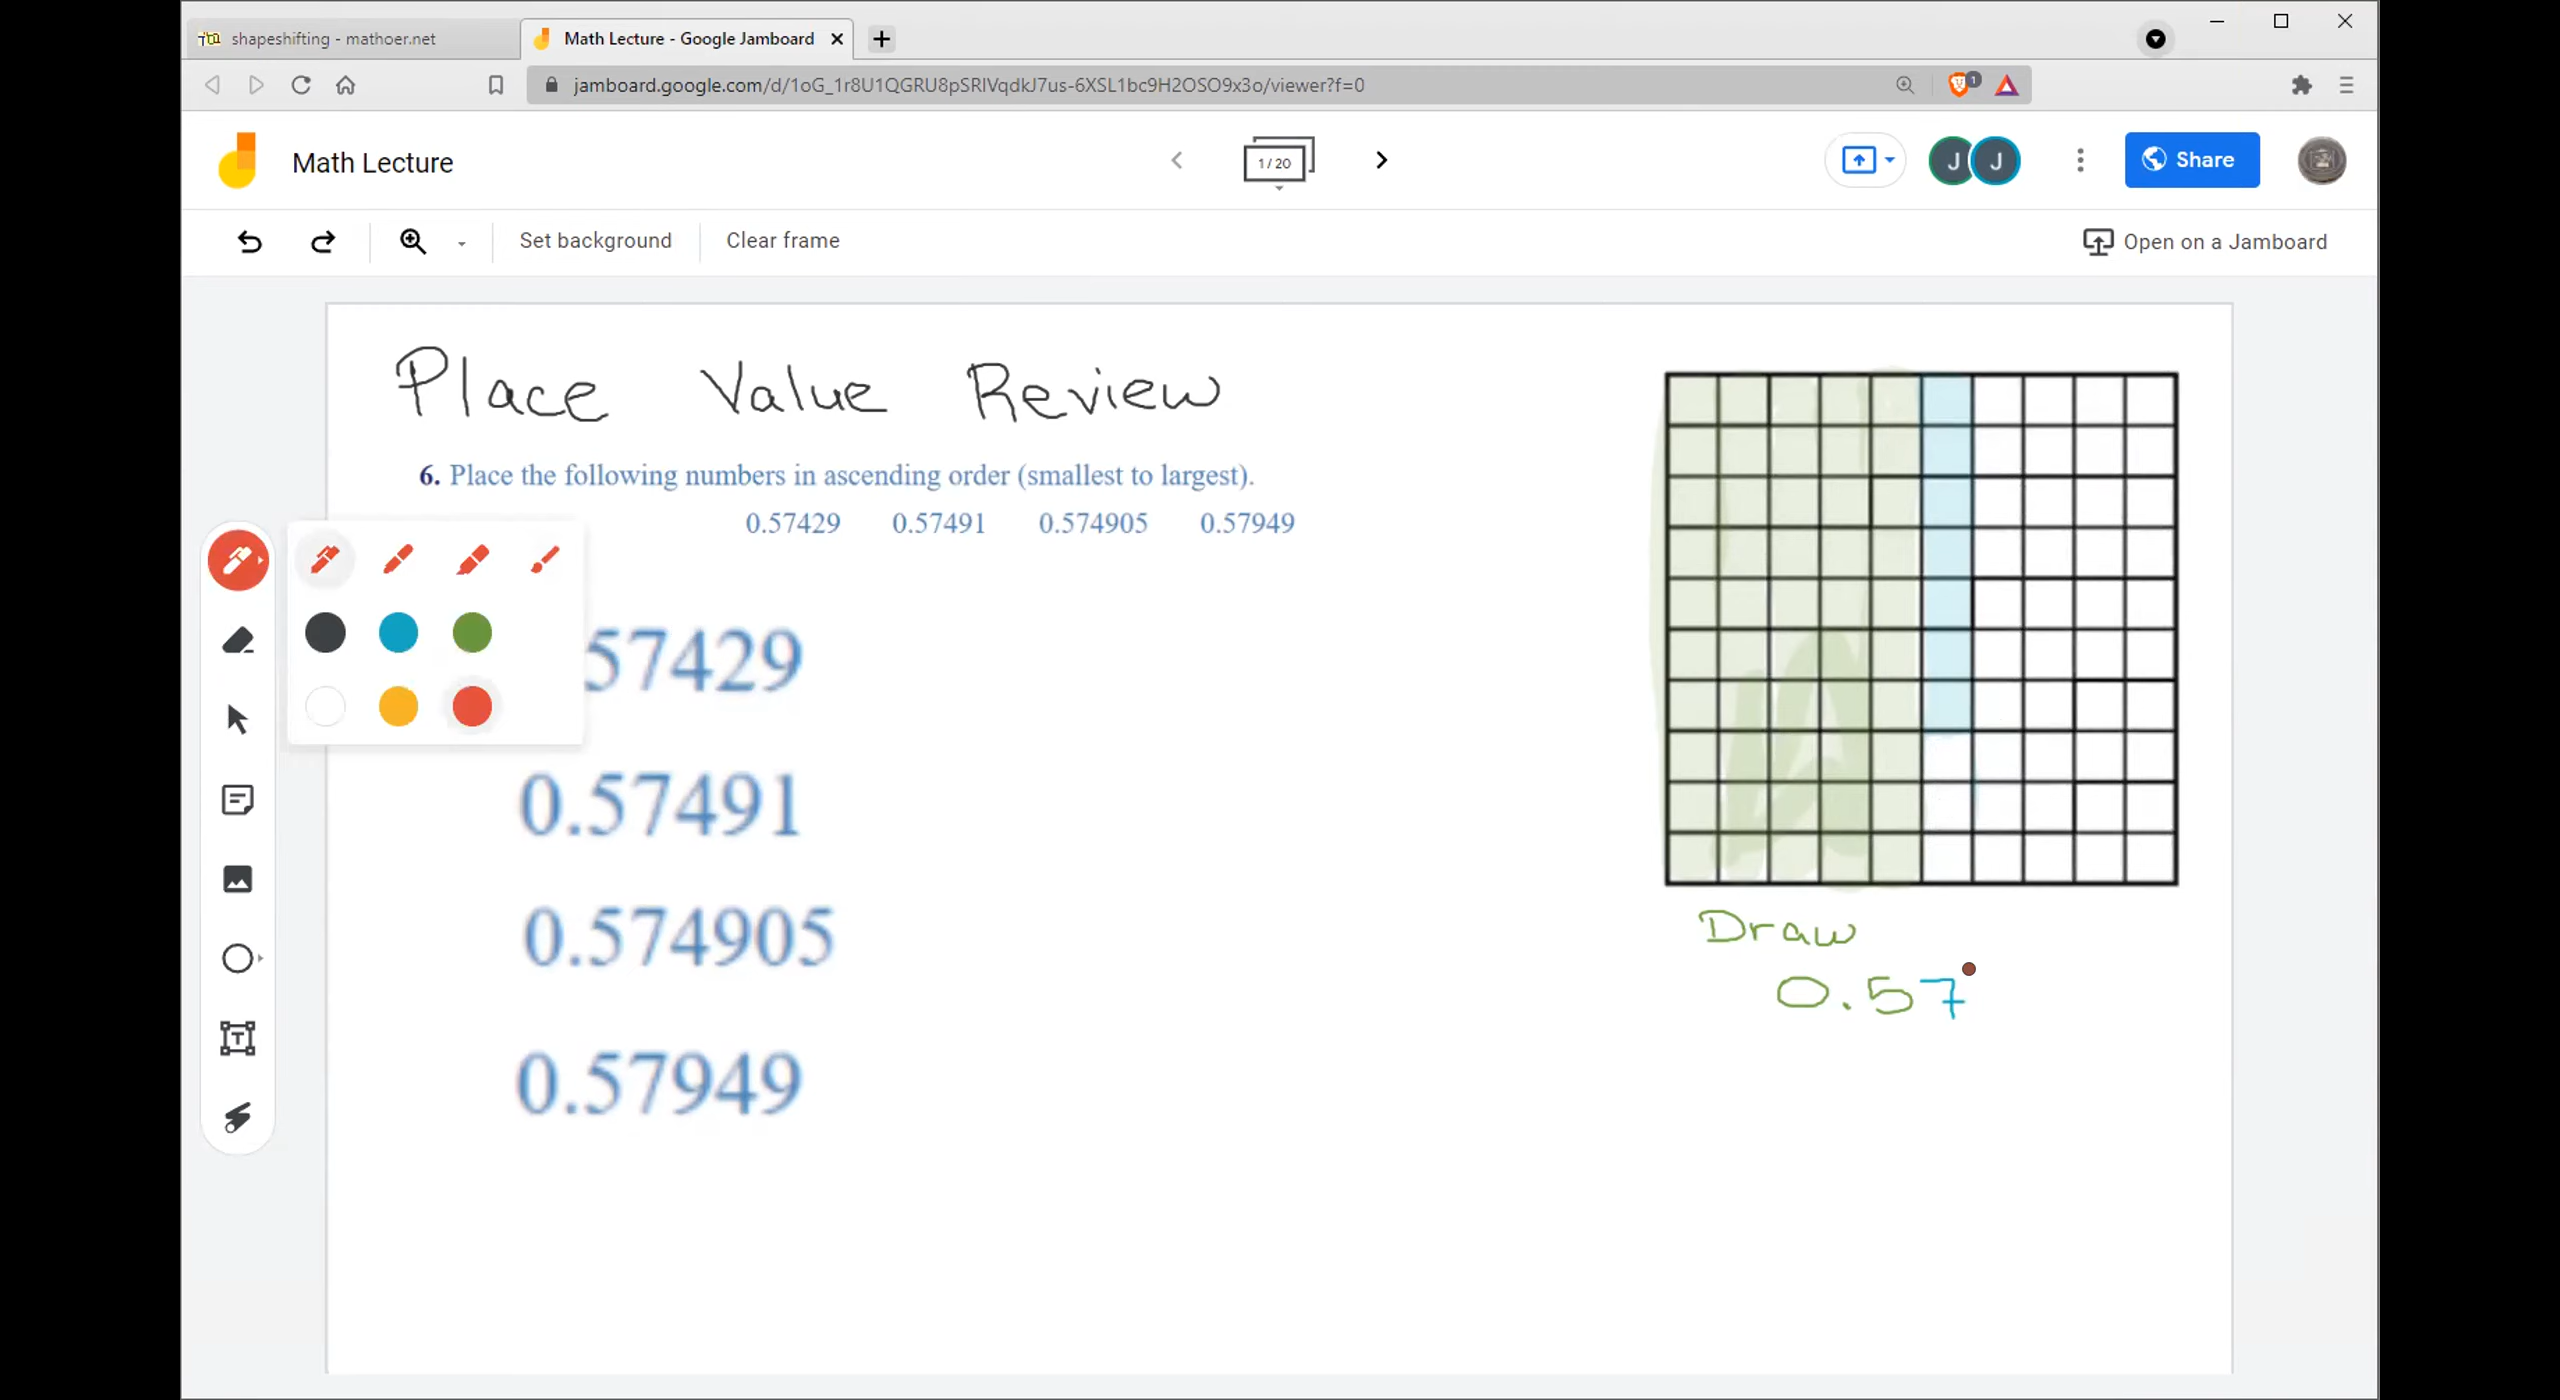 shapeshifting - mathoer.net
Math Lecture - Google Jamboard
jamboard.google.com/d/1oG_1r8U1QGRU8pSRlVqdkJ7us-6XSL1bc9H2OSO9x3o/viewer?f=0
1
Math Lecture
1 / 20
J J
Share
Set background
Clear frame
Open on a Jamboard
Place Value Review
6. Place the following numbers in ascending order (smallest to largest).
0.57429 0.57491 0.574905 0.57949
57429
0.57491
0.574905
0.57949
Draw
0.57